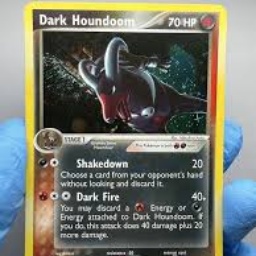 Dark Houndoom 70 HP
STAGE 1
Shakedown 20
Choose a card from your opponent's hand
without looking and discard it.
Dark Fire 40+
You may discard a Energy or
Energy attached to Dark Houndoom. If
you do, this attack does 40 damage plus 20
more damage.